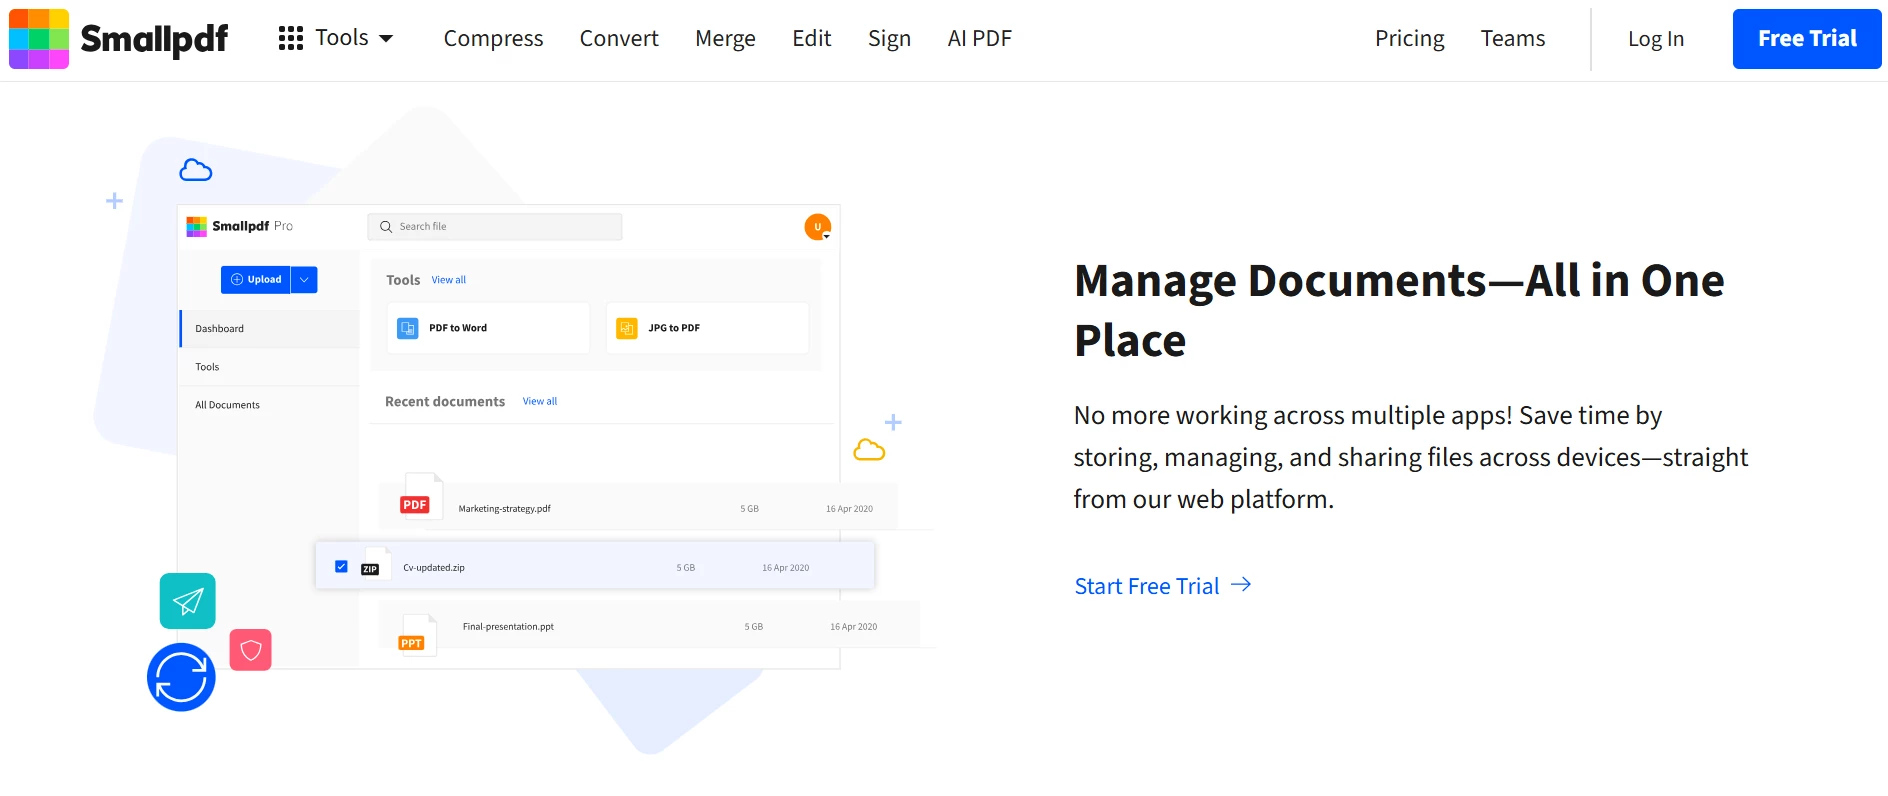 Smallpdf Tools Compress Convert Merge Edit Sign AI PDF Pricing Teams Log In Free Trial
Smallpdf Pro Search file U
Upload
Dashboard
Tools
All Documents
Tools View all
PDF to Word JPG to PDF
Recent documents View all
PDF Marketing-strategy.pdf 5 GB 16 Apr 2020
ZIP Cv-updated.zip 5 GB 16 Apr 2020
PPT Final-presentation.ppt 5 GB 16 Apr 2020
Manage Documents—All in One
Place
No more working across multiple apps! Save time by
storing, managing, and sharing files across devices—straight
from our web platform.
Start Free Trial